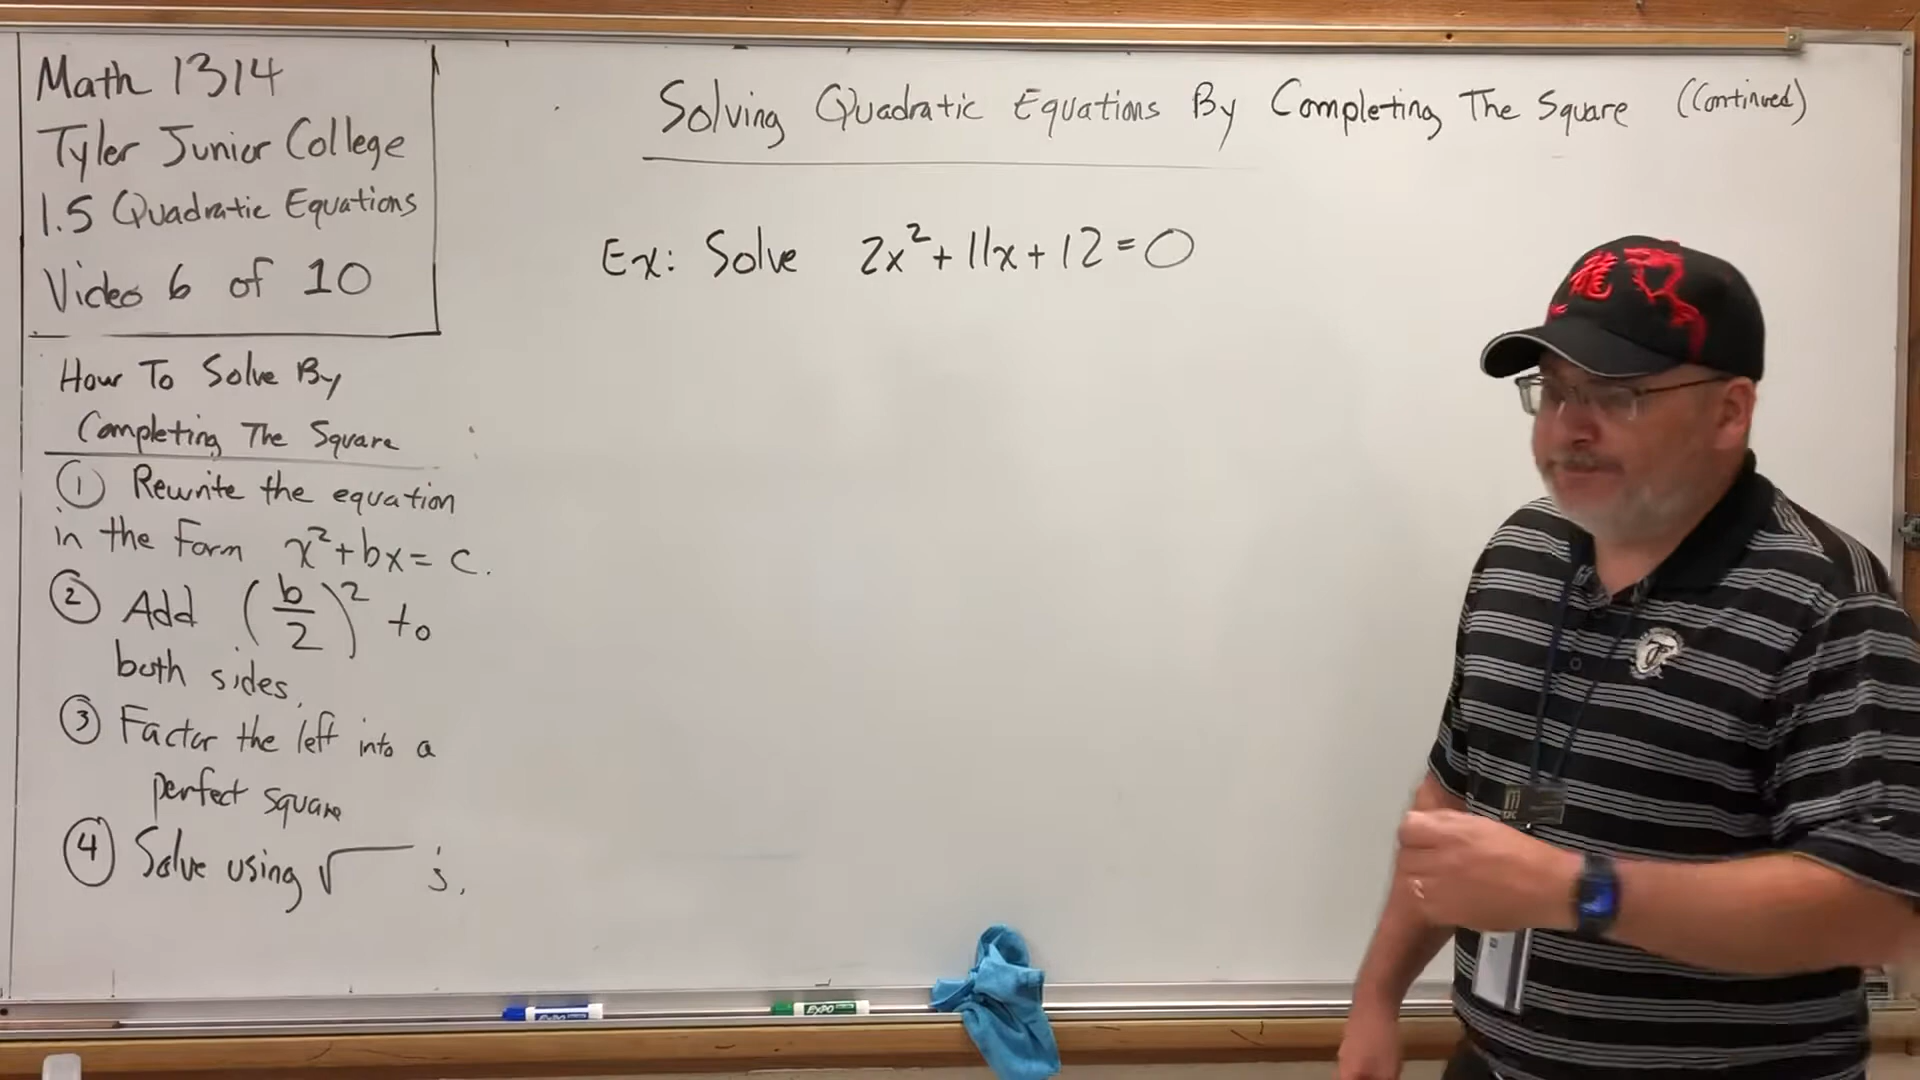 Math 1314
Tyler Junior College
1.5 Quadratic Equations
Video 6 of 10
How To Solve By
Completing The Square
① Rewrite the equation
in the form x²+bx= c.
② Add (b/2)² to
both sides.
③ Factor the left into a
perfect square
④ Solve using √ 's.
Solving Quadratic Equations By Completing The Square (Continued)
Ex: Solve 2x²+11x+12=0
龍
EXPO
EXPO